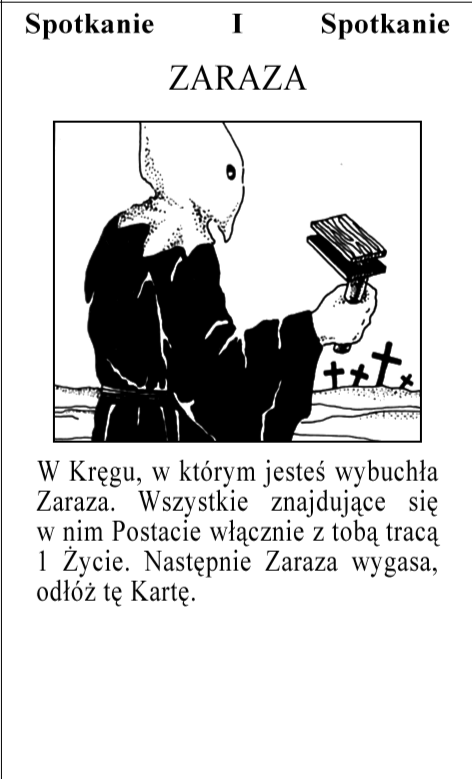 Spotkanie I Spotkanie
ZARAZA
W Kręgu, w którym jesteś wybuchła
Zaraza. Wszystkie znajdujące się
w nim Postacie włącznie z tobą tracą
1 Życie. Następnie Zaraza wygasa,
odłóż tę Kartę.